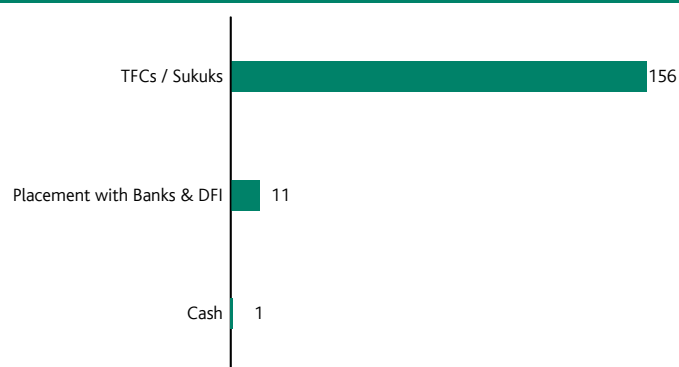 TFCs / Sukuks 156
Placement with Banks & DFI 11
Cash 1